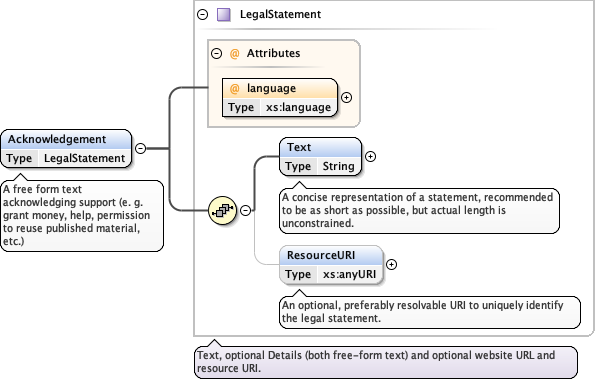 LegalStatement
@ Attributes
@ language
Type xs:language
Acknowledgement
Type LegalStatement
A free form text
acknowledging support (e. g.
grant money, help, permission
to reuse published material,
etc.)
Text
Type String
A concise representation of a statement, recommended
to be as short as possible, but actual length is
unconstrained.
ResourceURI
Type xs:anyURI
An optional, preferably resolvable URI to uniquely identify
the legal statement.
Text, optional Details (both free-form text) and optional website URL and
resource URI.